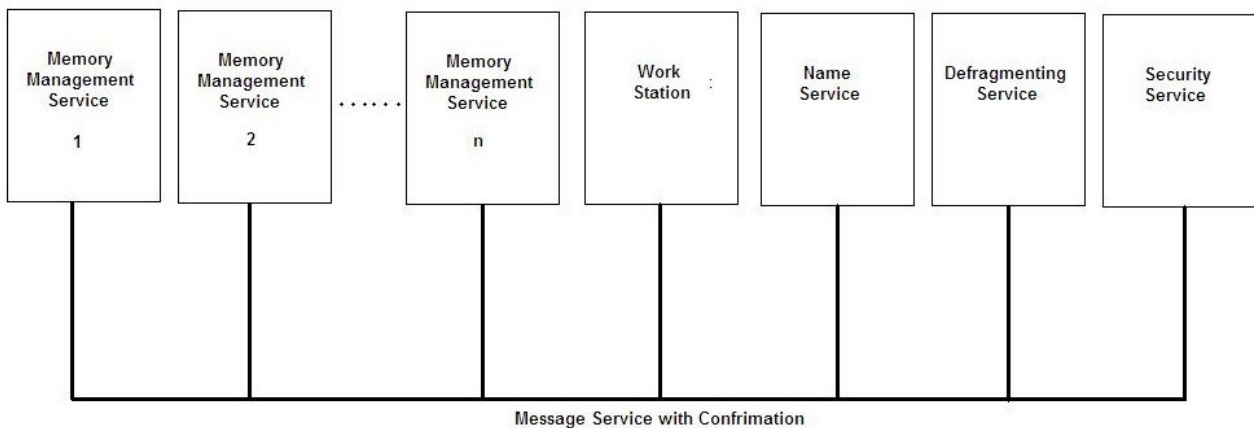 Memory
Management
Service
1
Memory
Management
Service
2
. . . . . .
Memory
Management
Service
n
Work
Station :
Name
Service
Defragmenting
Service
Security
Service
Message Service with Confrimation